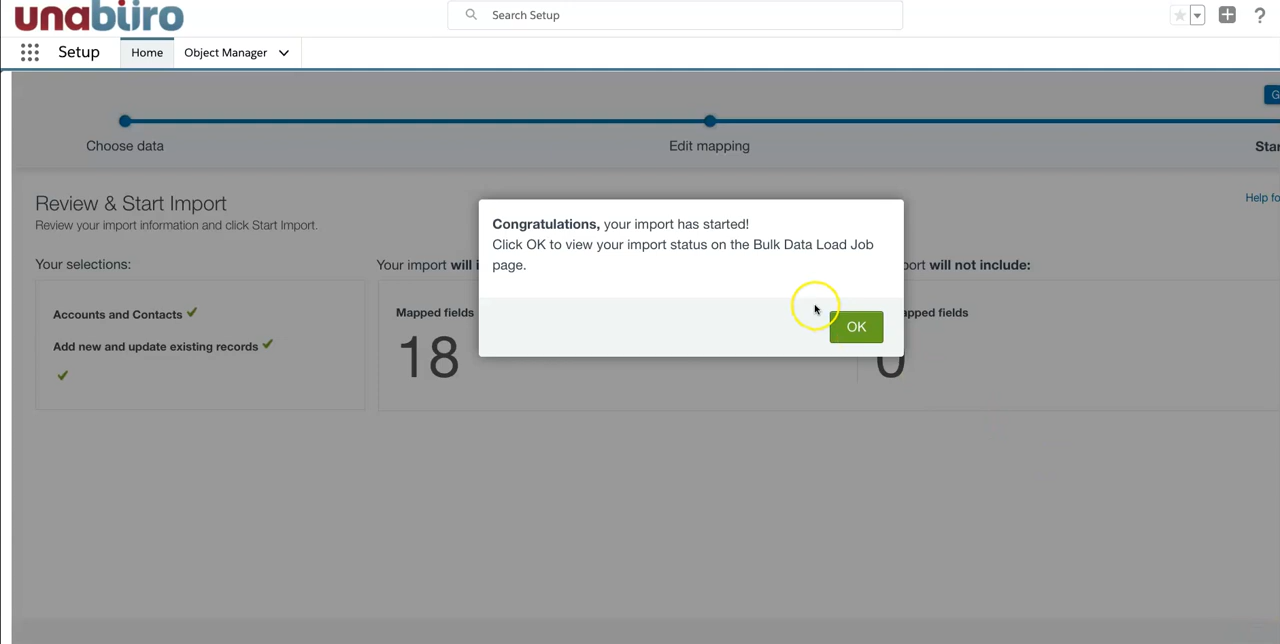 unabüro
Search Setup
Setup
Home
Object Manager
Choose data
Edit mapping
Review & Start Import
Help fo
Review your import information and click Start Import.
Congratulations, your import has started!
Click OK to view your import status on the Bulk Data Load Job
page.
OK
Your selections:
Your import will i
port will not include:
Accounts and Contacts
Add new and update existing records
Mapped fields
18
apped fields
0